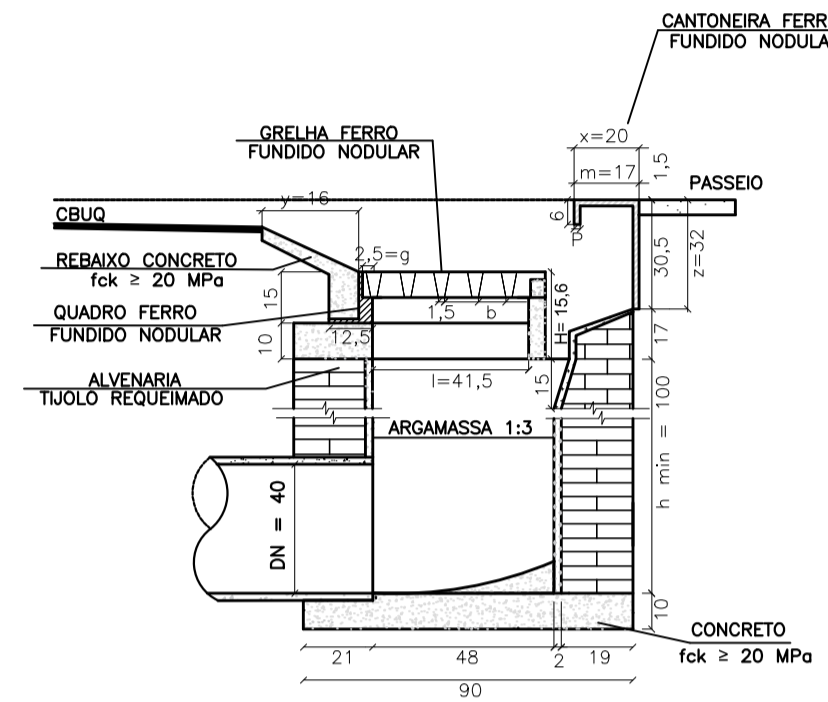 CANTONEIRA FERR
FUNDIDO NODULA
x=20
GRELHA FERRO
FUNDIDO NODULAR
m=17
1,5
PASSEIO
y=16
CBUQ
6
P
2,5=g
30,5
z=32
REBAIXO CONCRETO
fck ≥ 20 MPa
15
1,5
b
H=15,6
QUADRO FERRO
FUNDIDO NODULAR
12,5
10
17
ALVENARIA
TIJOLO REQUEIMADO
l=41,5
15
ARGAMASSA 1:3
h min = 100
DN = 40
10
CONCRETO
fck ≥ 20 MPa
21
48
2
19
90